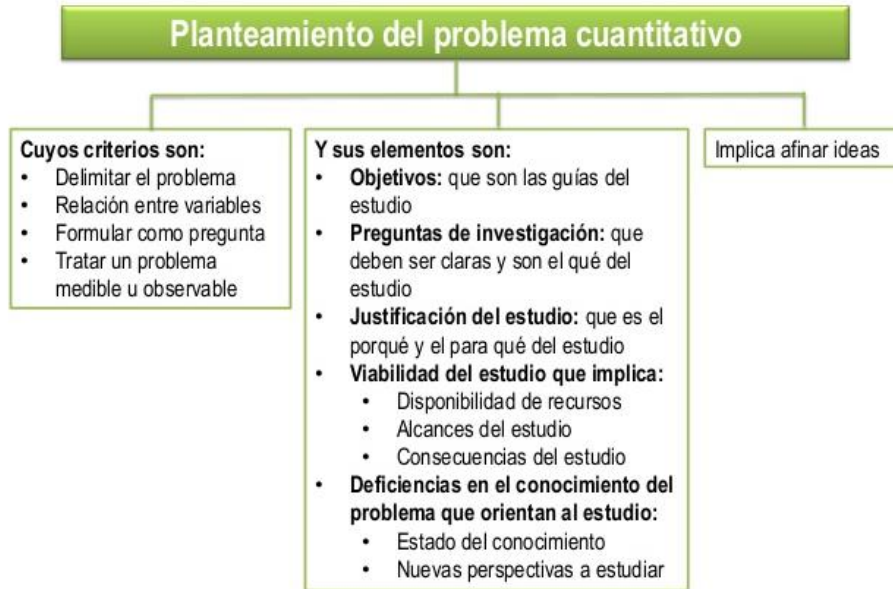 Planteamiento del problema cuantitativo
Cuyos criterios son:
• Delimitar el problema
• Relación entre variables
• Formular como pregunta
• Tratar un problema
medible u observable
Y sus elementos son:
• Objetivos: que son las guías del
estudio
• Preguntas de investigación: que
deben ser claras y son el qué del
estudio
• Justificación del estudio: que es el
porqué y el para qué del estudio
• Viabilidad del estudio que implica:
• Disponibilidad de recursos
• Alcances del estudio
• Consecuencias del estudio
• Deficiencias en el conocimiento del
problema que orientan al estudio:
• Estado del conocimiento
• Nuevas perspectivas a estudiar
Implica afinar ideas